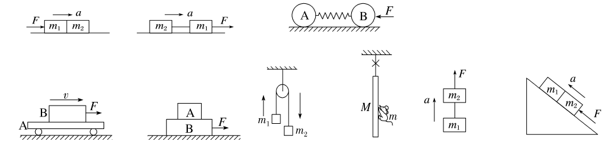 F a m₁ m₂
a m₂ m₁ F
A B F
v B F A
A B F
m₁ m₂
M m
F m₂ a m₁
a m₁ m₂ F